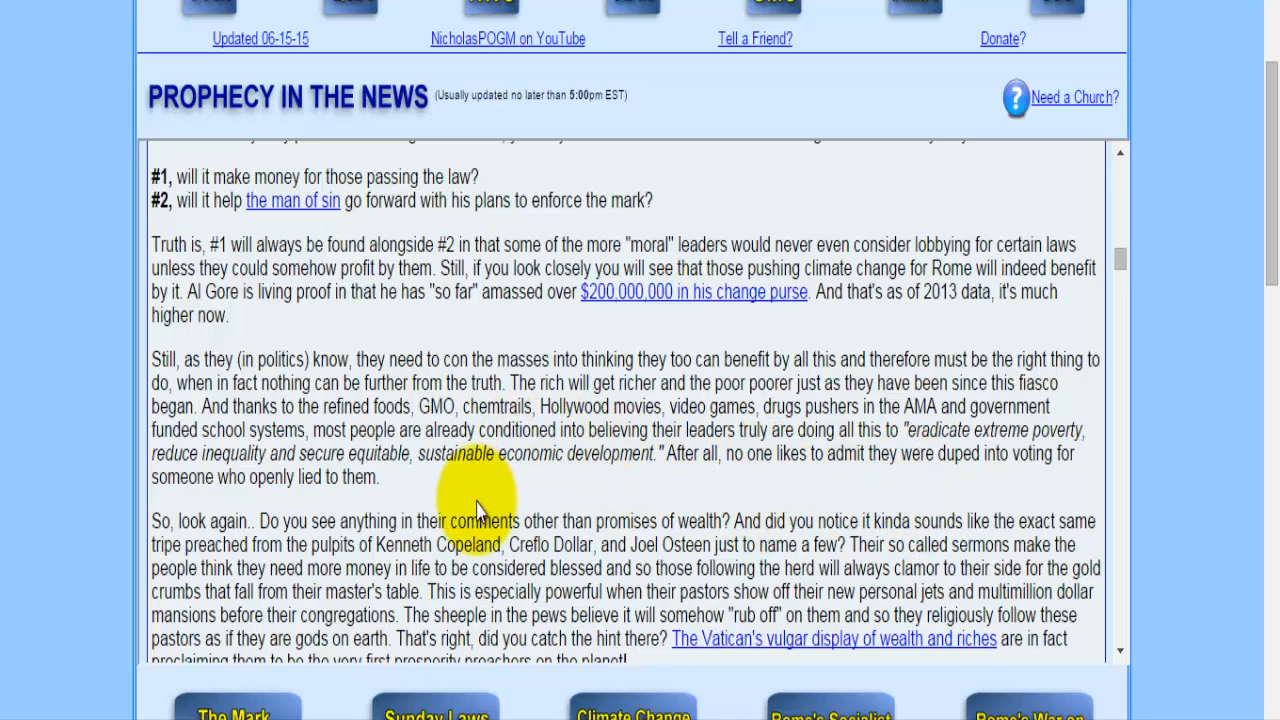 Updated 06-15-15 NicholasPOGM on YouTube Tell a Friend? Donate?
PROPHECY IN THE NEWS (Usually updated no later than 5:00pm EST) Need a Church?
#1, will it make money for those passing the law?
#2, will it help the man of sin go forward with his plans to enforce the mark?
Truth is, #1 will always be found alongside #2 in that some of the more "moral" leaders would never even consider lobbying for certain laws
unless they could somehow profit by them. Still, if you look closely you will see that those pushing climate change for Rome will indeed benefit
by it. Al Gore is living proof in that he has "so far" amassed over $200,000,000 in his change purse. And that's as of 2013 data, it's much
higher now.
Still, as they (in politics) know, they need to con the masses into thinking they too can benefit by all this and therefore must be the right thing to
do, when in fact nothing can be further from the truth. The rich will get richer and the poor poorer just as they have been since this fiasco
began. And thanks to the refined foods, GMO, chemtrails, Hollywood movies, video games, drugs pushers in the AMA and government
funded school systems, most people are already conditioned into believing their leaders truly are doing all this to "eradicate extreme poverty,
reduce inequality and secure equitable, sustainable economic development." After all, no one likes to admit they were duped into voting for
someone who openly lied to them.
So, look again.. Do you see anything in their comments other than promises of wealth? And did you notice it kinda sounds like the exact same
tripe preached from the pulpits of Kenneth Copeland, Creflo Dollar, and Joel Osteen just to name a few? Their so called sermons make the
people think they need more money in life to be considered blessed and so those following the herd will always clamor to their side for the gold
crumbs that fall from their master's table. This is especially powerful when their pastors show off their new personal jets and multimillion dollar
mansions before their congregations. The sheeple in the pews believe it will somehow "rub off" on them and so they religiously follow these
pastors as if they are gods on earth. That's right, did you catch the hint there? The Vatican's vulgar display of wealth and riches are in fact
proclaiming them to be the very first prosperity preachers on the planet!
The Mark Sunday Laws Climate Change Rome's Socialist Rome's War on